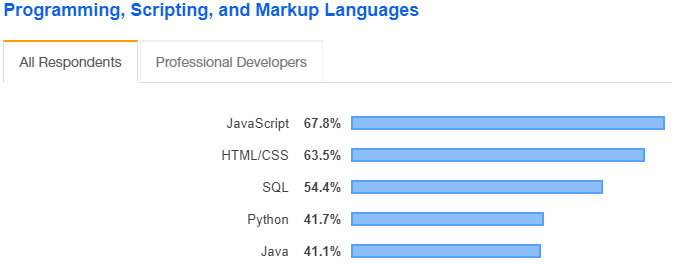 Programming, Scripting, and Markup Languages
All Respondents Professional Developers
JavaScript 67.8%
HTML/CSS 63.5%
SQL 54.4%
Python 41.7%
Java 41.1%